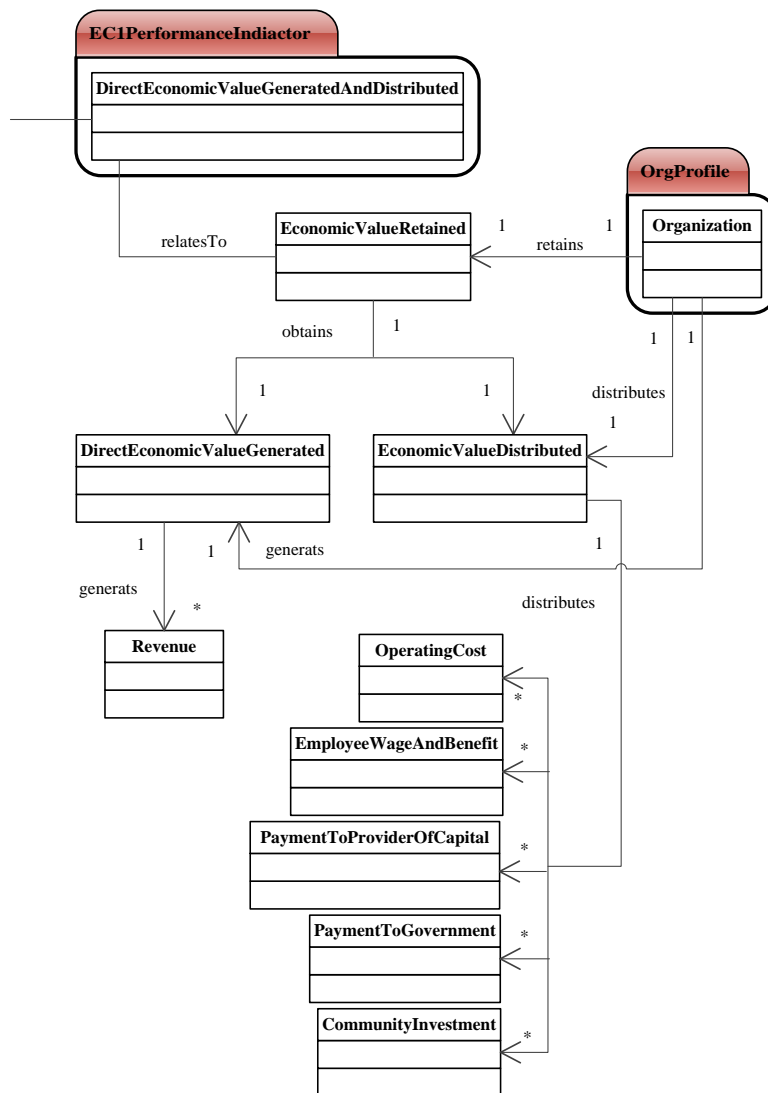 EC1PerformanceIndiactor
DirectEconomicValueGeneratedAndDistributed
OrgProfile
Organization
EconomicValueRetained
1
1
retains
relatesTo
obtains
1
1
1
distributes
1
1
1
DirectEconomicValueGenerated
EconomicValueDistributed
1
1
generats
1
generats
*
distributes
Revenue
OperatingCost
*
EmployeeWageAndBenefit
*
PaymentToProviderOfCapital
*
PaymentToGovernment
*
CommunityInvestment
*